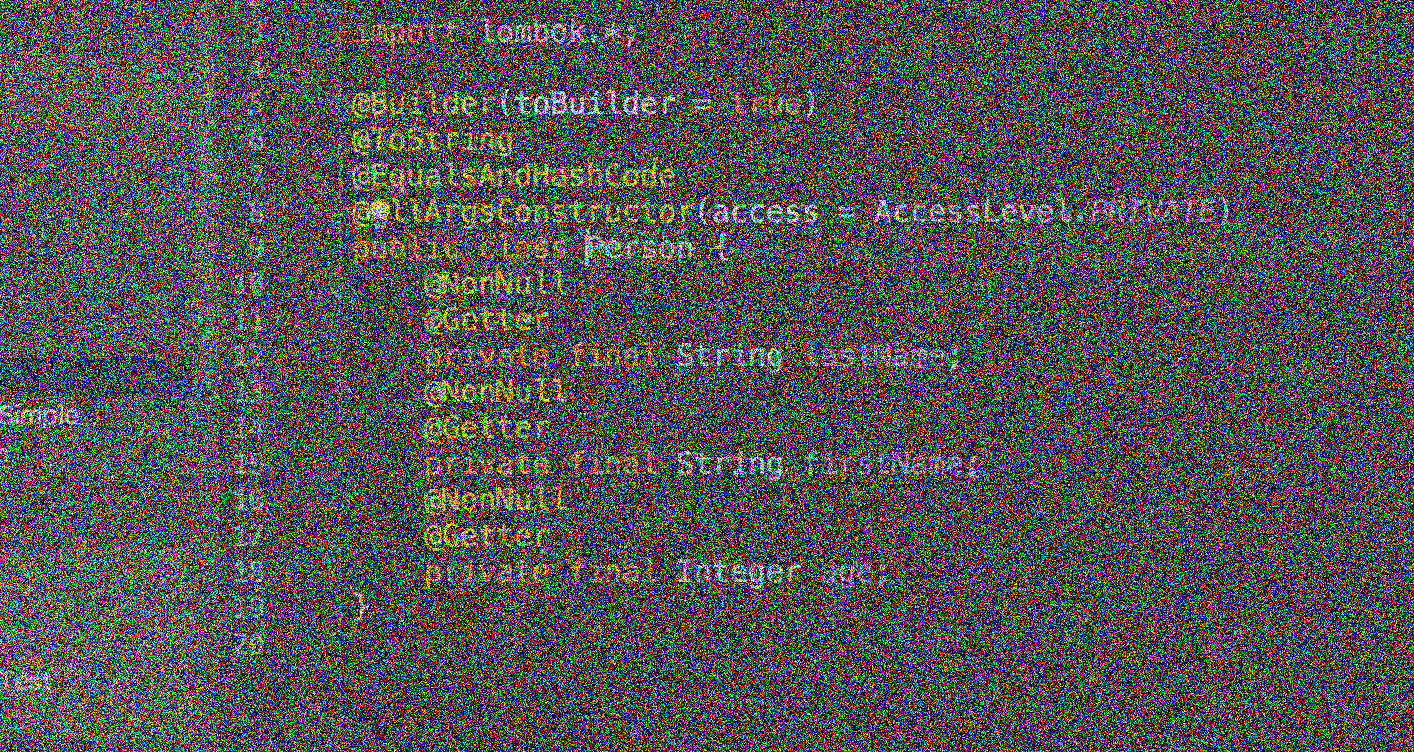 3 import lombok.*;
4
5 @Builder(toBuilder = true)
6 @ToString
7 @EqualsAndHashCode
8 @AllArgsConstructor(access = AccessLevel.PRIVATE)
9 public class Person {
10 @NonNull
11 @Getter
12 private final String lastName;
13 @NonNull
14 @Getter
15 private final String firstName;
16 @NonNull
17 @Getter
18 private final Integer age;
19 }
20
Simple
test